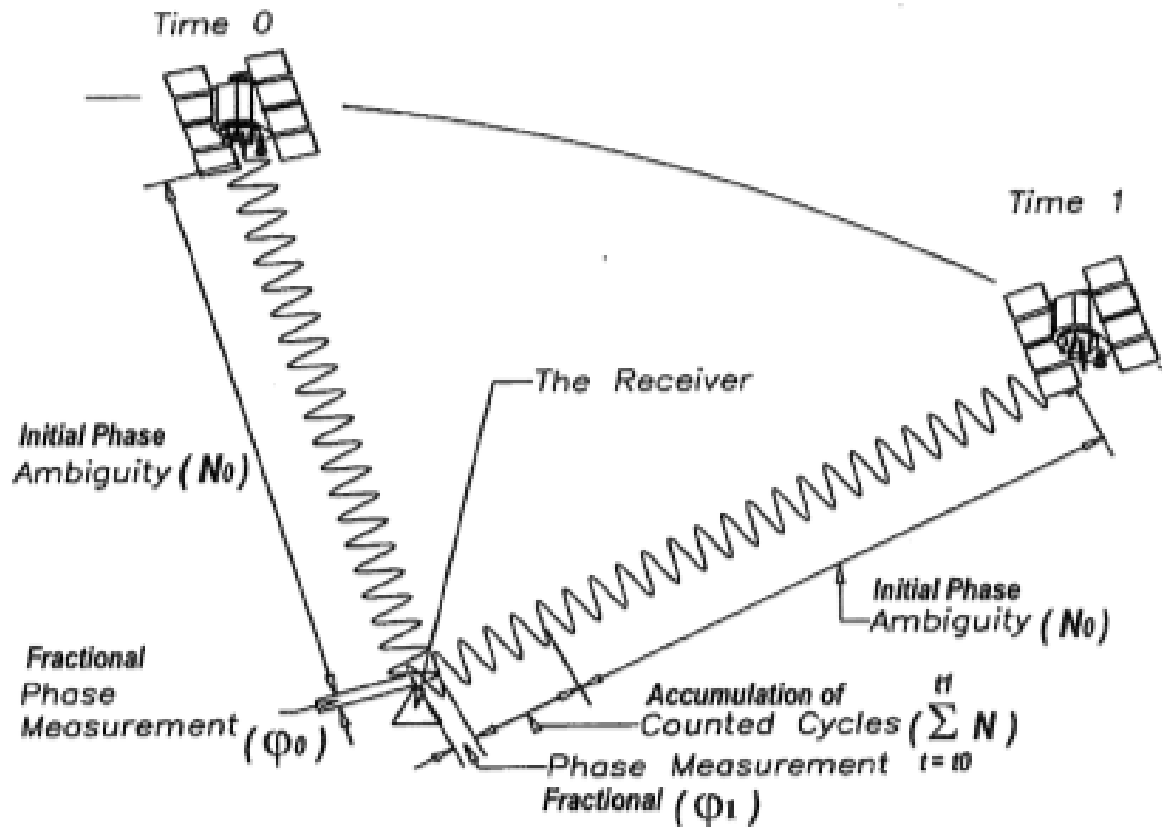 Time 0
Time 1
The Receiver
Initial Phase
Ambiguity (N0)
Initial Phase
Ambiguity (N0)
Fractional
Phase
Measurement (φ0)
Accumulation of
Counted Cycles (
t1
∑ N)
t = t0
Phase Measurement
Fractional (φ1)